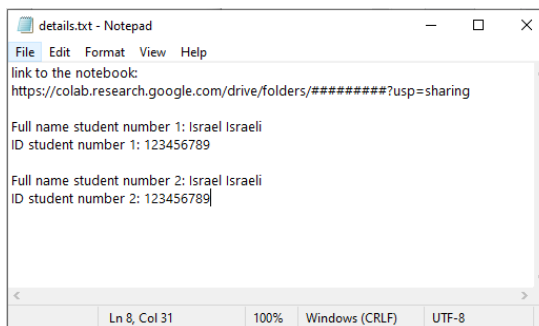 details.txt - Notepad
File Edit Format View Help
link to the notebook:
https://colab.research.google.com/drive/folders/#########?usp=sharing
Full name student number 1: Israel Israeli
ID student number 1: 123456789
Full name student number 2: Israel Israeli
ID student number 2: 123456789
Ln 8, Col 31 100% Windows (CRLF) UTF-8